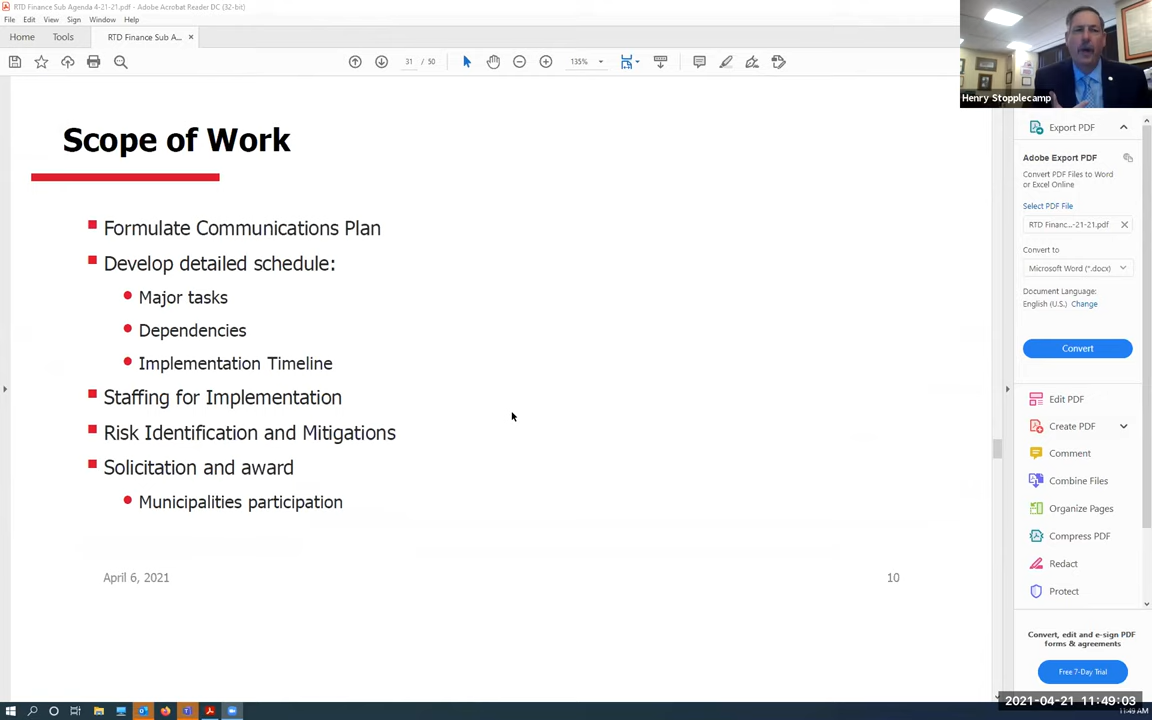 RTD Finance Sub Agenda 4-21-21.pdf - Adobe Acrobat Reader DC (32-bit)
File Edit View Sign Window Help
Home Tools RTD Finance Sub A... ×
31 / 50 135%
Henry Stopplecamp
Scope of Work
Formulate Communications Plan
Develop detailed schedule:
Major tasks
Dependencies
Implementation Timeline
Staffing for Implementation
Risk Identification and Mitigations
Solicitation and award
Municipalities participation
April 6, 2021 10
Export PDF
Adobe Export PDF
Convert PDF Files to Word
or Excel Online
Select PDF File
RTD Financ...-21-21.pdf
Convert to
Microsoft Word (*.docx)
Document Language:
English (U.S.) Change
Convert
Edit PDF
Create PDF
Comment
Combine Files
Organize Pages
Compress PDF
Redact
Protect
Convert, edit and e-sign PDF
forms & agreements
Free 7-Day Trial
2021-04-21 11:49:03
11:49 AM